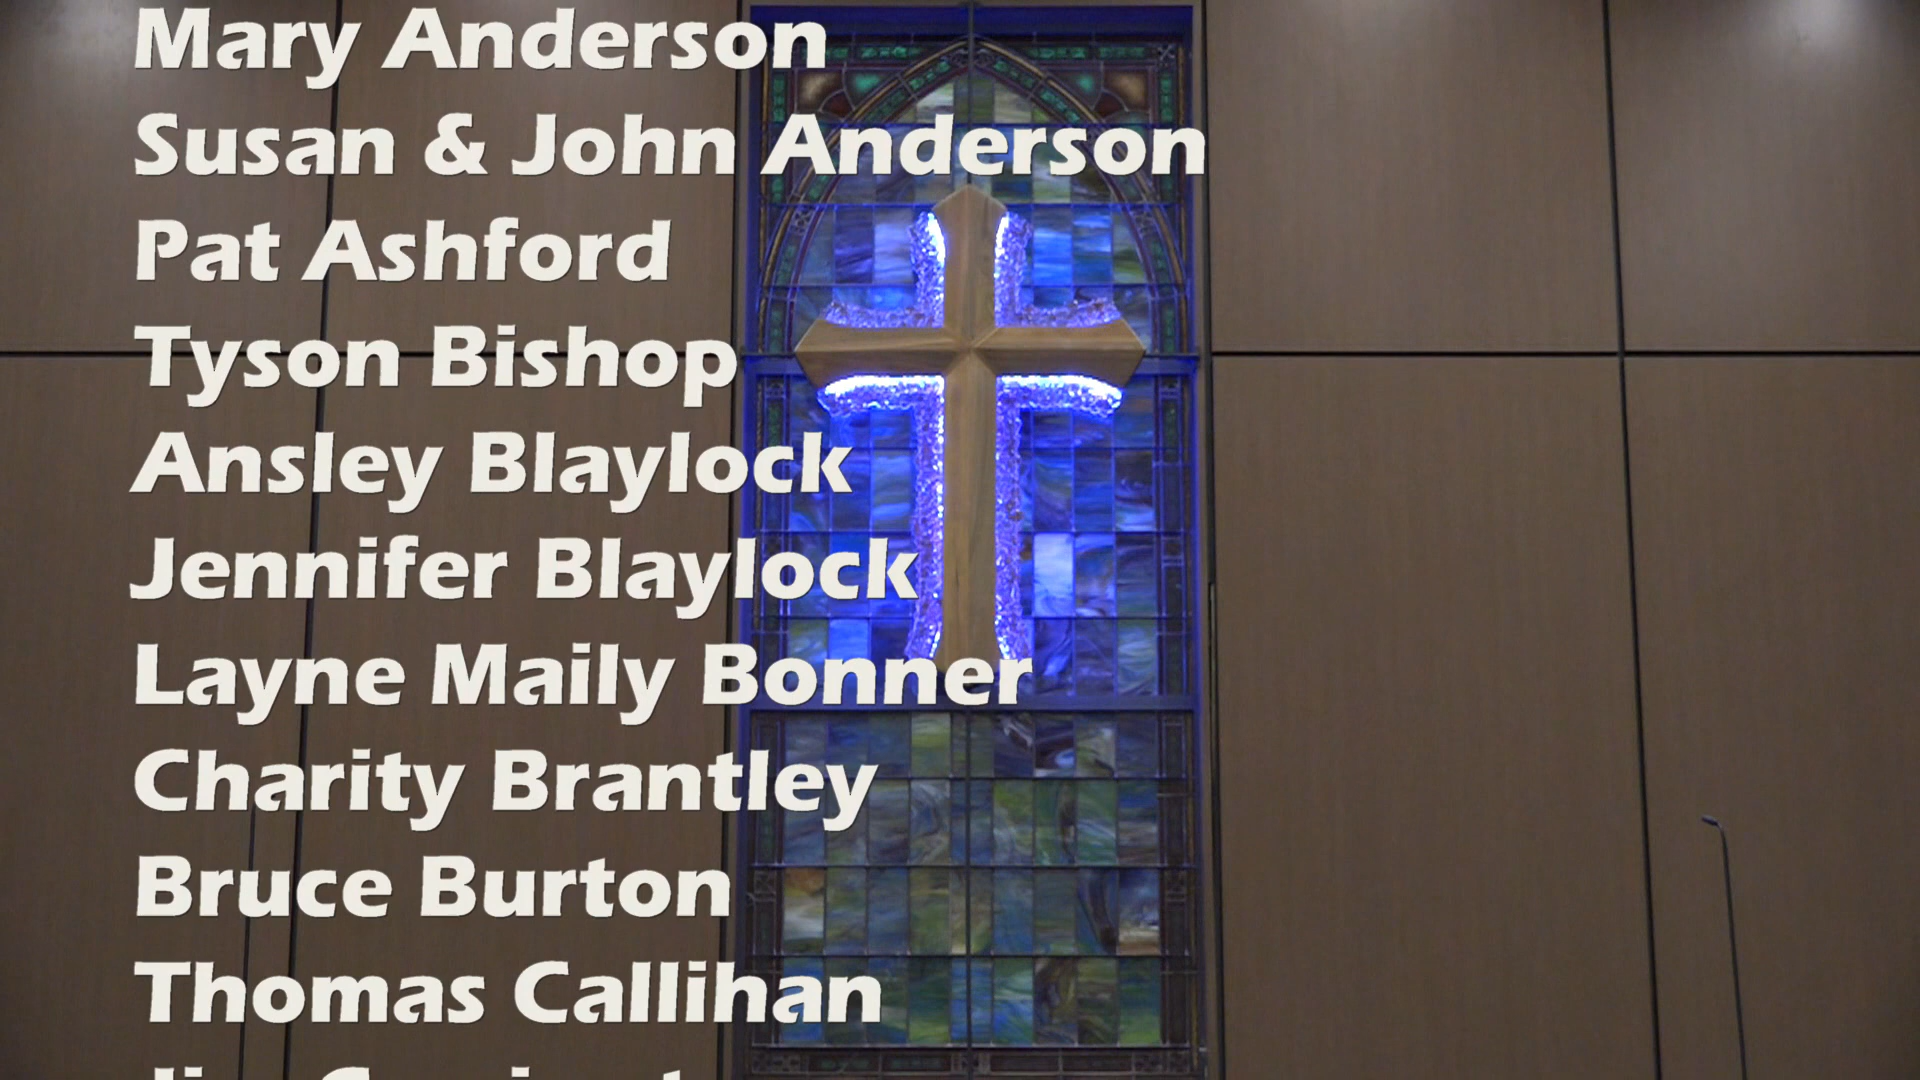 Mary Anderson
Susan & John Anderson
Pat Ashford
Tyson Bishop
Ansley Blaylock
Jennifer Blaylock
Layne Maily Bonner
Charity Brantley
Bruce Burton
Thomas Callihan